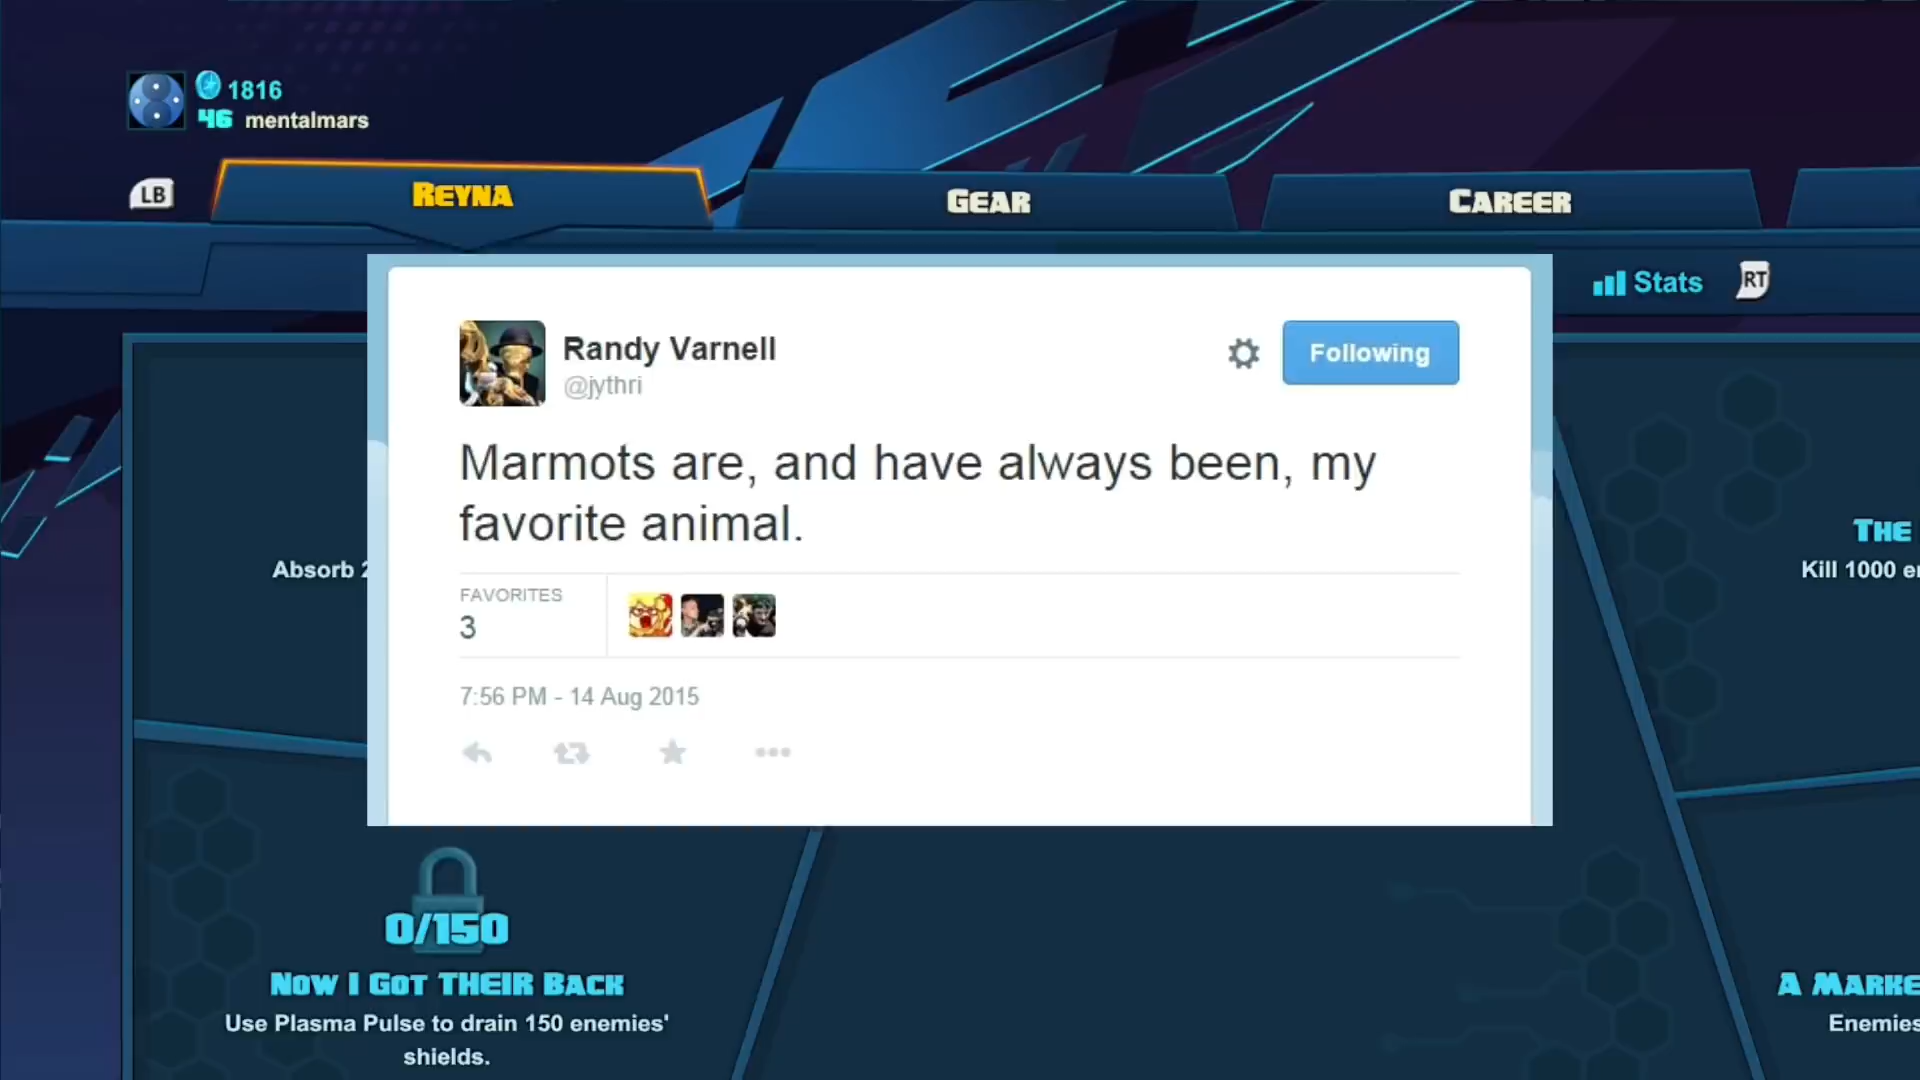 1816
46 mentalmars
LB
REYNA
GEAR
CAREER
Stats
RT
Randy Varnell
@jythri
Following
Marmots are, and have always been, my
favorite animal.
FAVORITES
3
7:56 PM - 14 Aug 2015
Absorb
THE
Kill 1000
0/150
NOW I GOT THEIR BACK
Use Plasma Pulse to drain 150 enemies'
shields.
A MARKE
Enemies